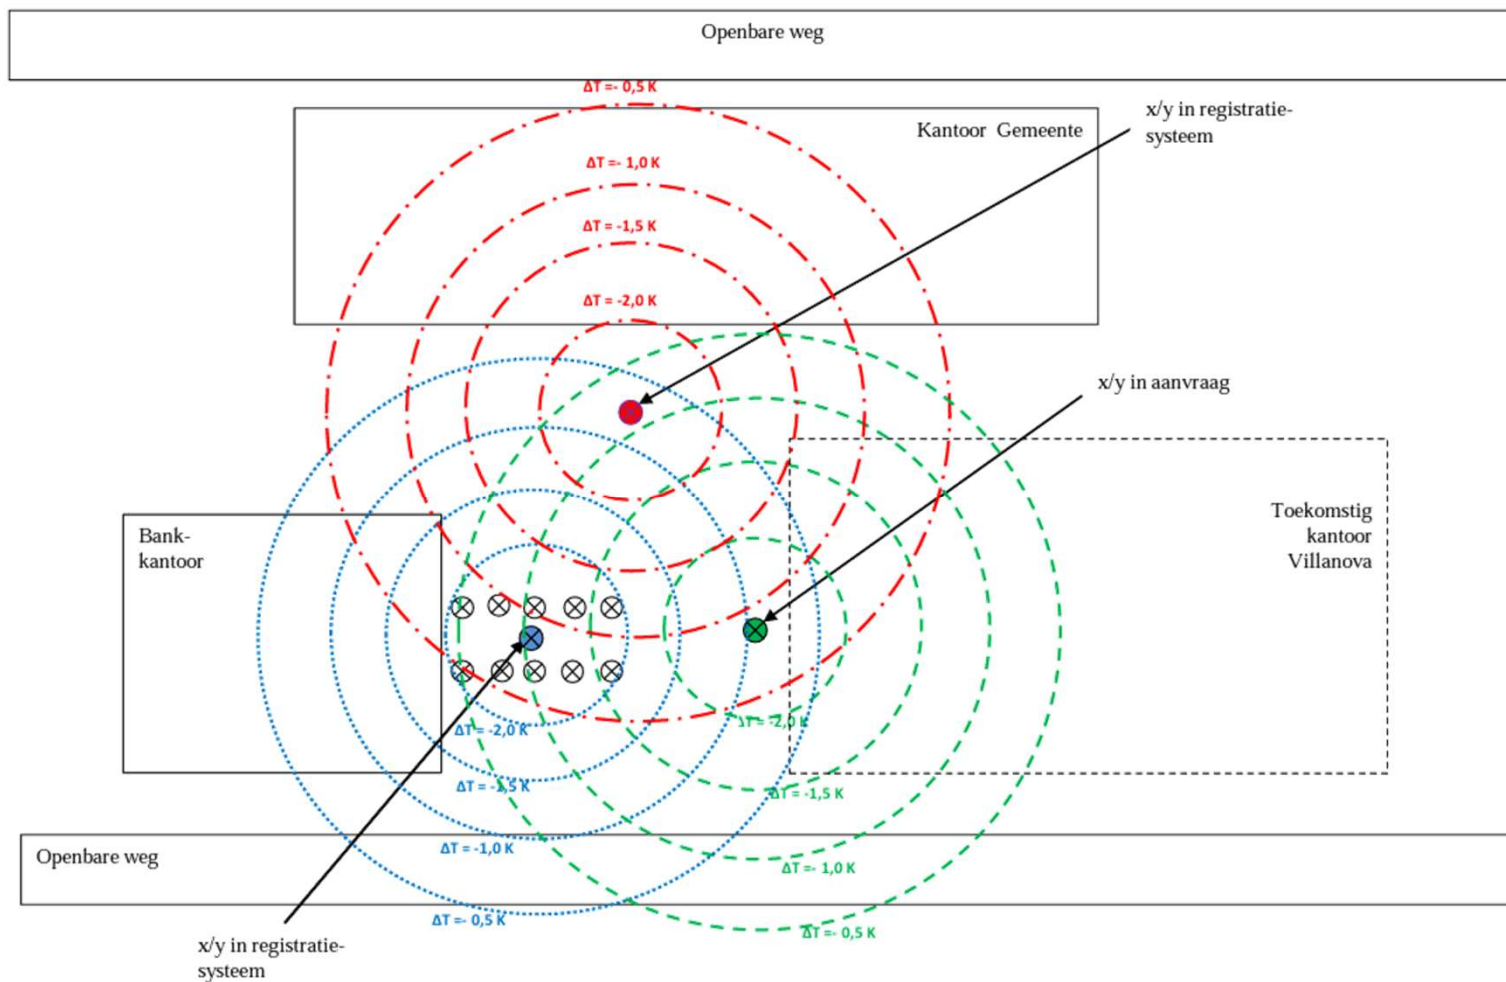 Openbare weg
ΔT =- 0,5 K
x/y in registratie-
systeem
Kantoor Gemeente
ΔT =- 1,0 K
ΔT = -1,5 K
ΔT = -2,0 K
x/y in aanvraag
Toekomstig
kantoor
Villanova
Bank-
kantoor
ΔT = -2,0 K
ΔT = -2,0 K
ΔT = -1,5 K
ΔT = -1,5 K
ΔT = -1,0 K
Openbare weg
ΔT =- 1,0 K
ΔT =- 0,5 K
ΔT =- 0,5 K
x/y in registratie-
systeem